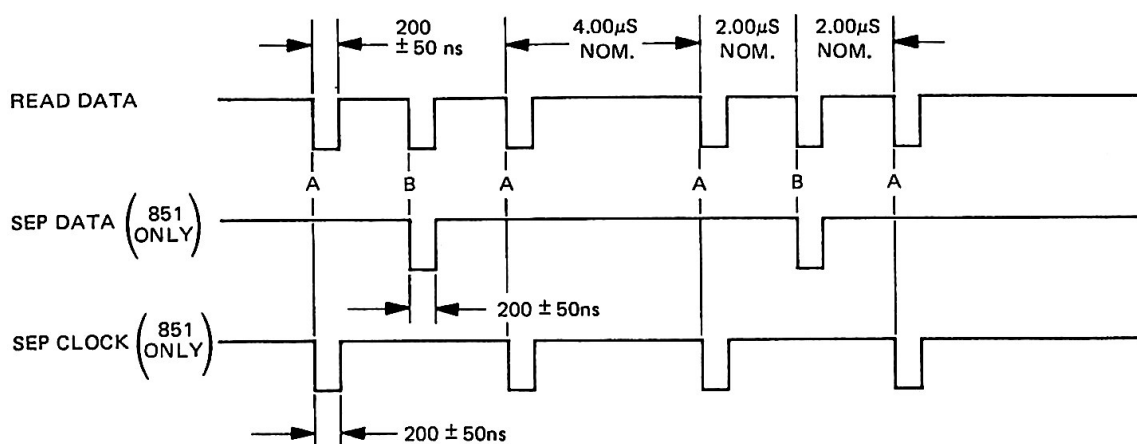 200
± 50 ns
4.00µS
NOM.
2.00µS
NOM.
2.00µS
NOM.
READ DATA
A B A A B A
SEP DATA (851 ONLY)
200 ± 50ns
SEP CLOCK (851 ONLY)
200 ± 50ns